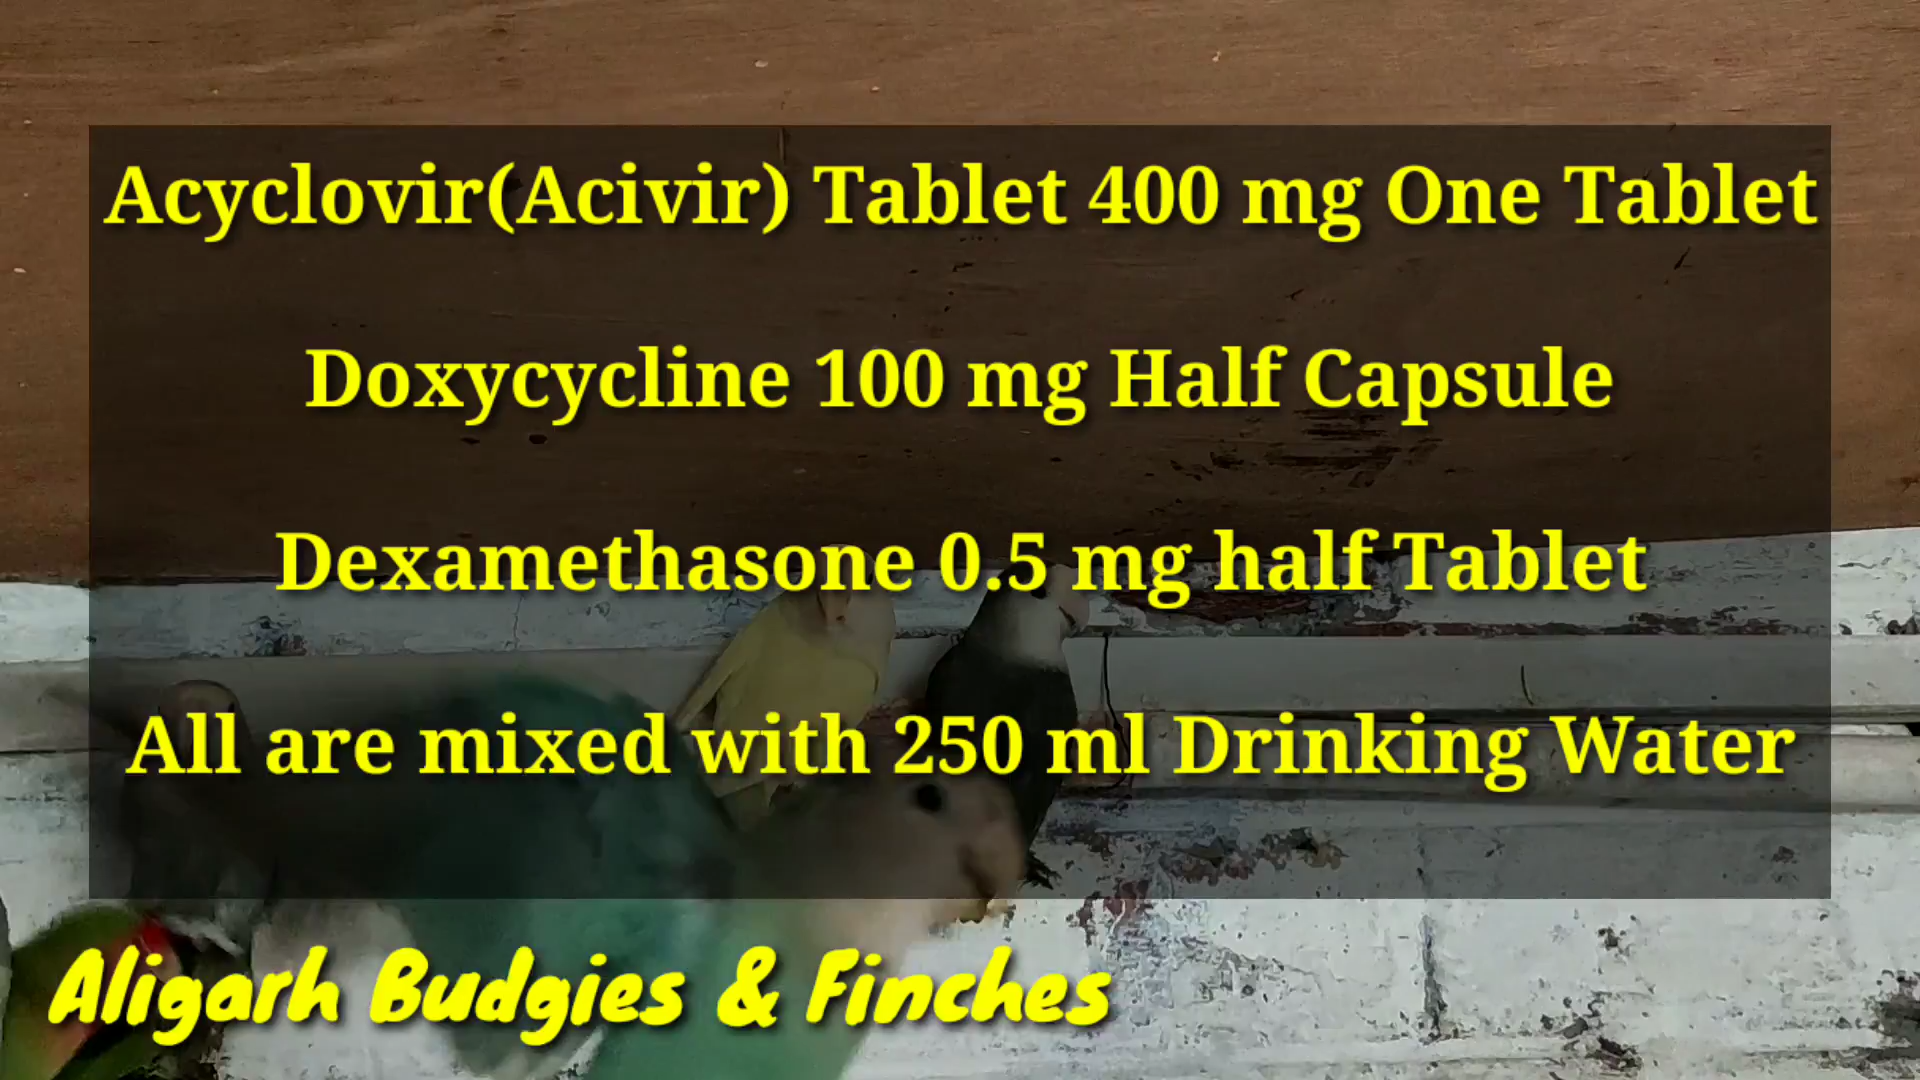 Acyclovir(Acivir) Tablet 400 mg One Tablet
Doxycycline 100 mg Half Capsule
Dexamethasone 0.5 mg half Tablet
All are mixed with 250 ml Drinking Water
Aligarh Budgies & Finches